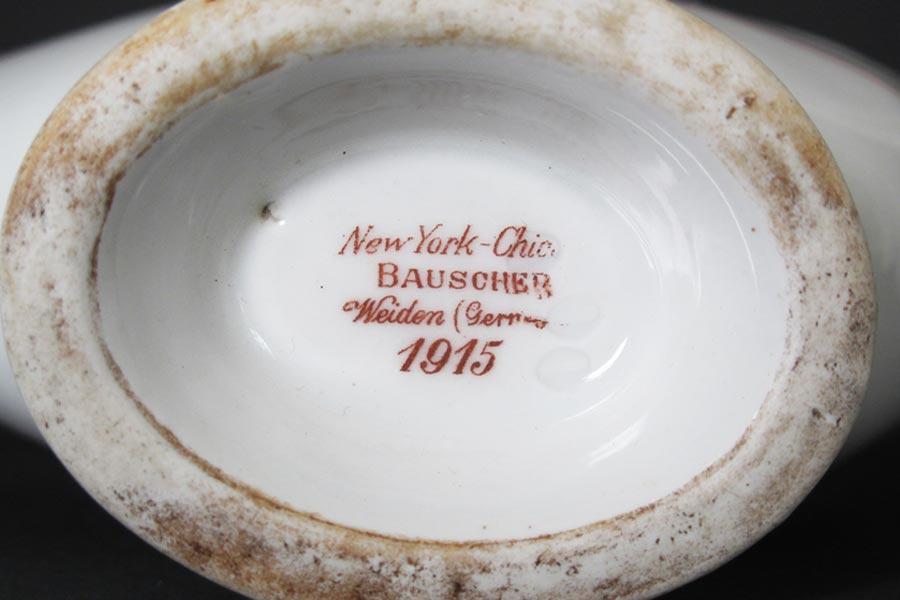 New York-Chic
BAUSCHER
Weiden (Germ
1915